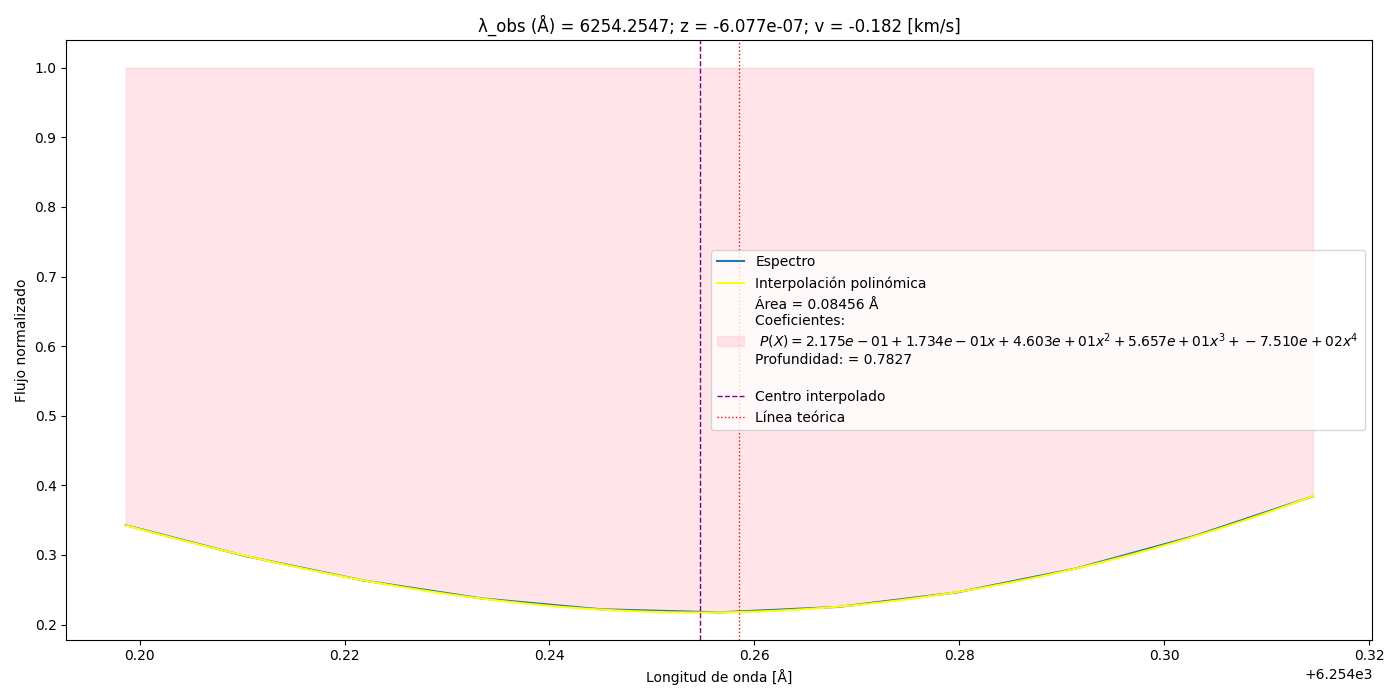 λ_obs (Å) = 6254.2547; z = -6.077e-07; v = -0.182 [km/s]
Flujo normalizado
1.0
0.9
0.8
0.7
0.6
0.5
0.4
0.3
0.2
Espectro
Interpolación polinómica
Área = 0.08456 Å
Coeficientes:
P(X) = 2.175e − 01 + 1.734e − 01x + 4.603e + 01x² + 5.657e + 01x³ + − 7.510e + 02x⁴
Profundidad: = 0.7827
Centro interpolado
Línea teórica
0.20 0.22 0.24 0.26 0.28 0.30 0.32
+6.254e3
Longitud de onda [Å]